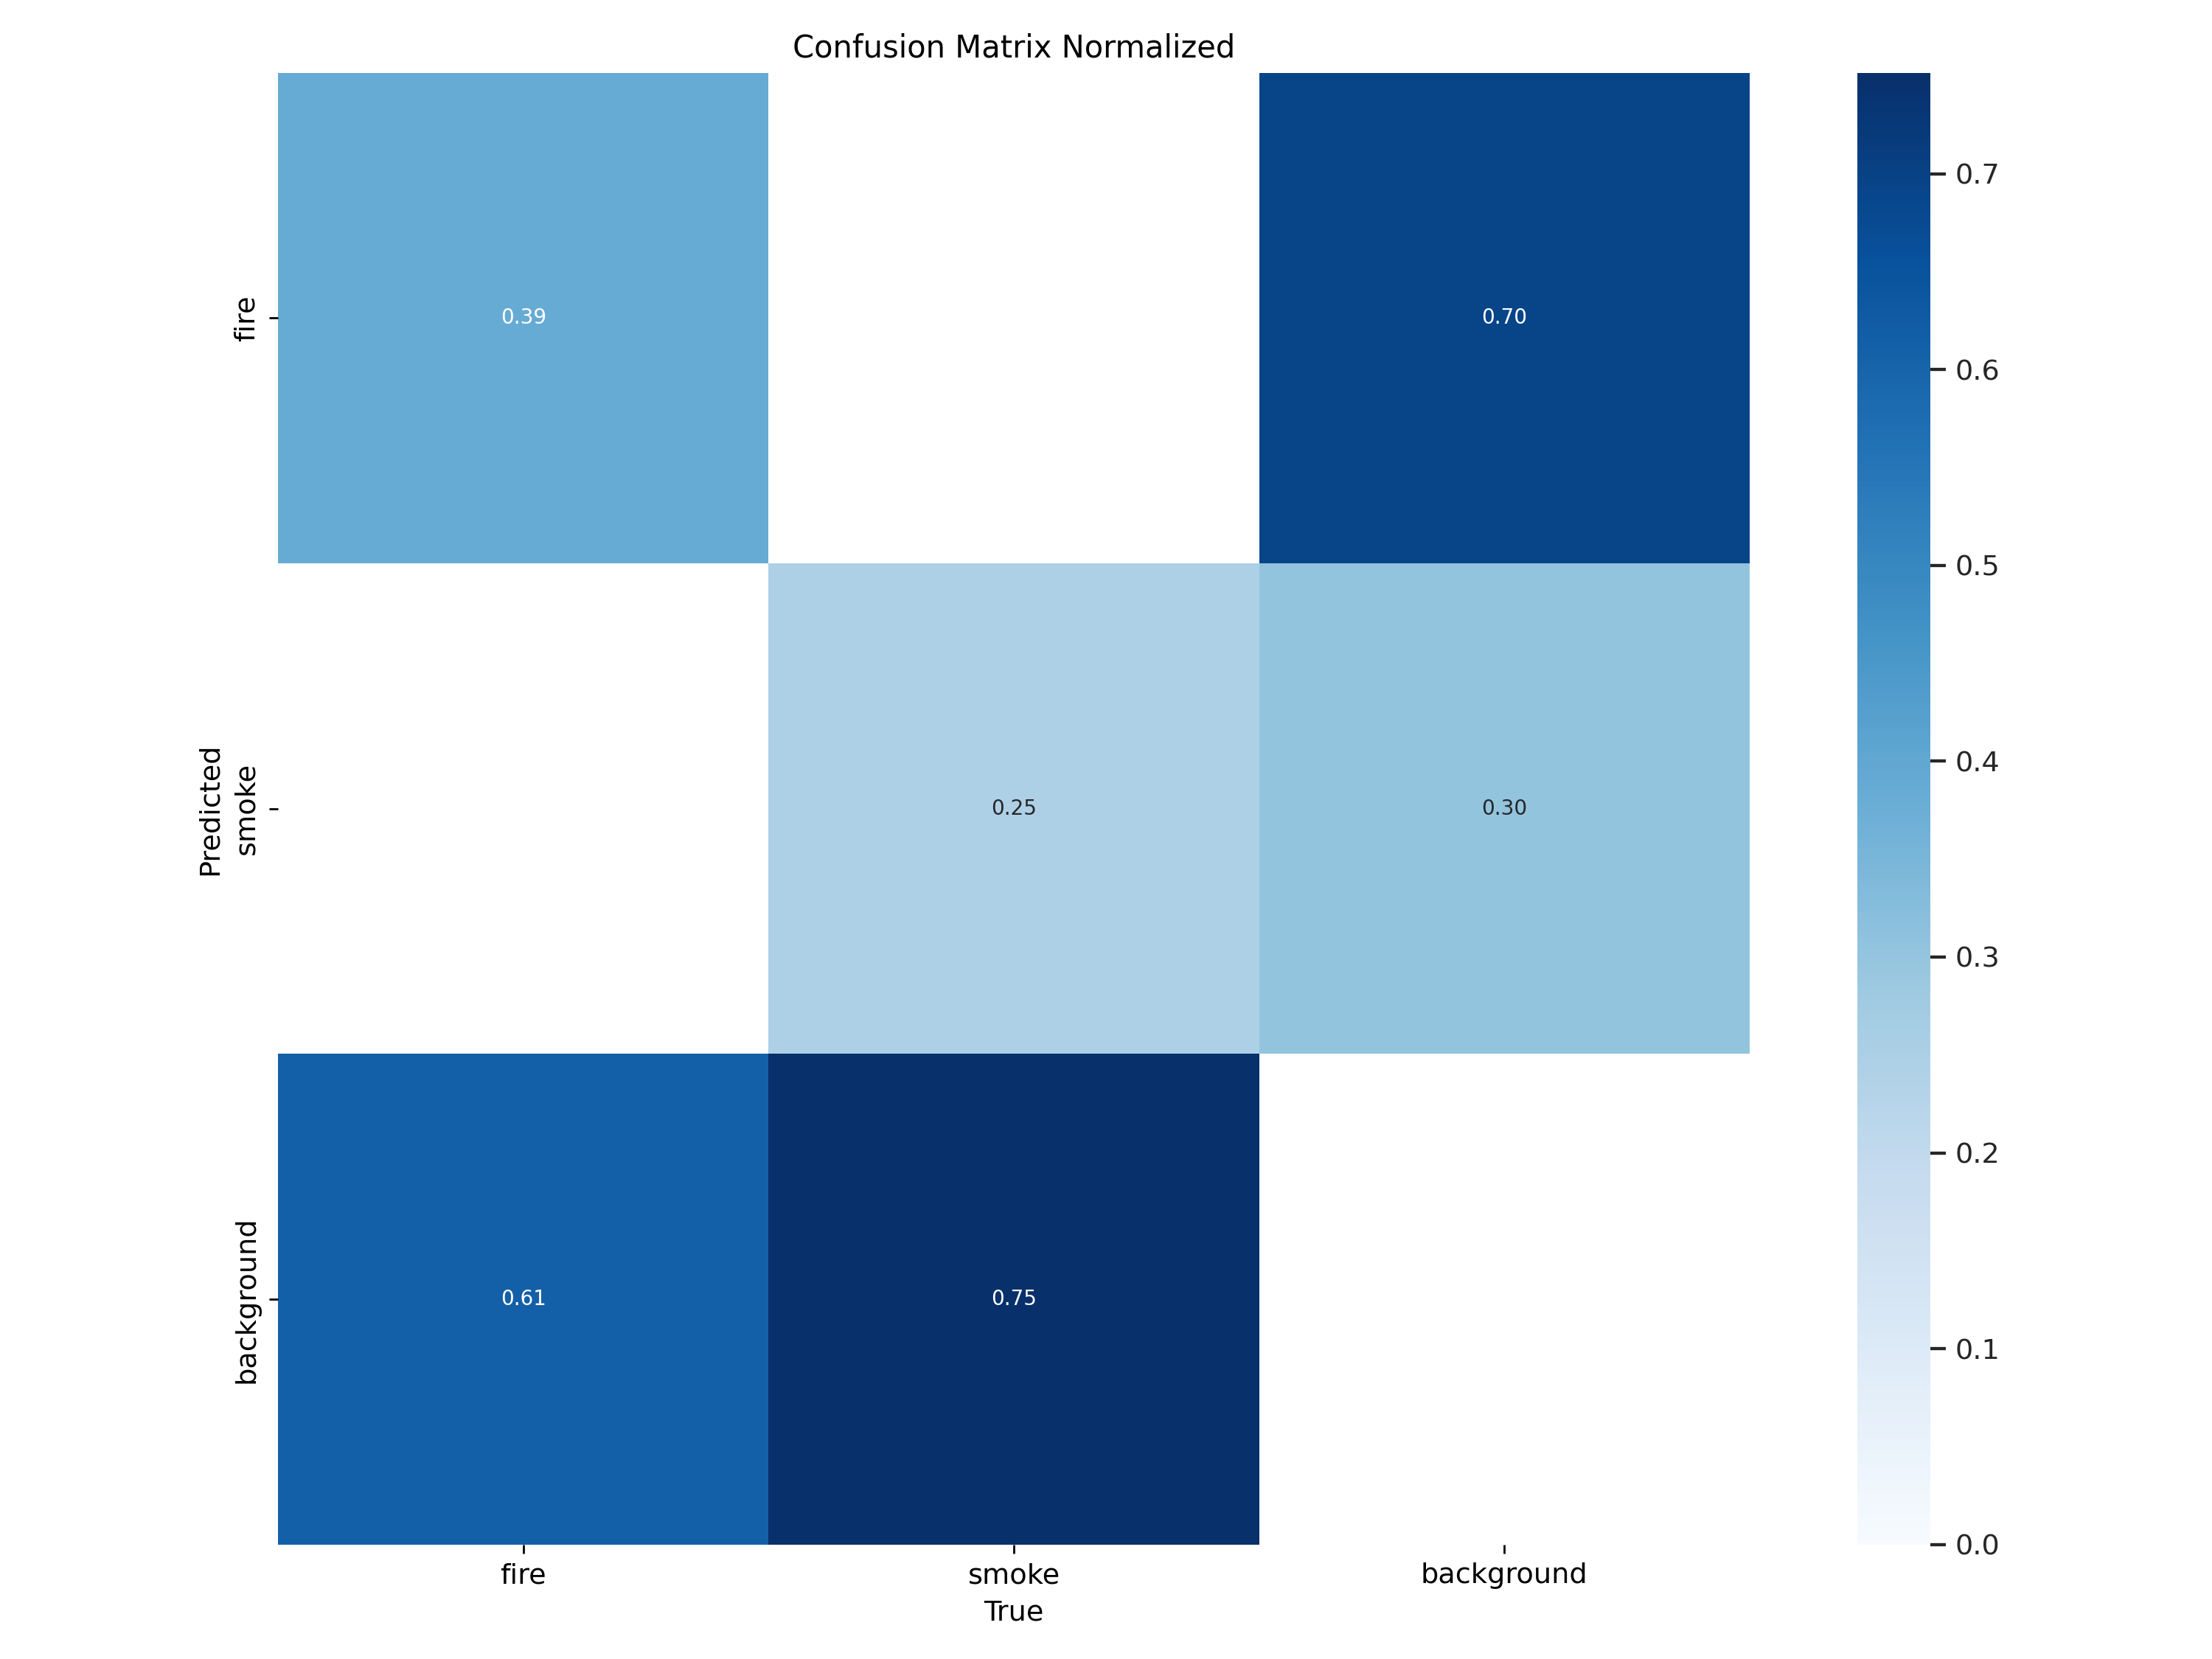 Confusion Matrix Normalized
fire
0.39
0.70
Predicted
smoke
0.25
0.30
background
0.61
0.75
fire
smoke
background
True
0.7
0.6
0.5
0.4
0.3
0.2
0.1
0.0